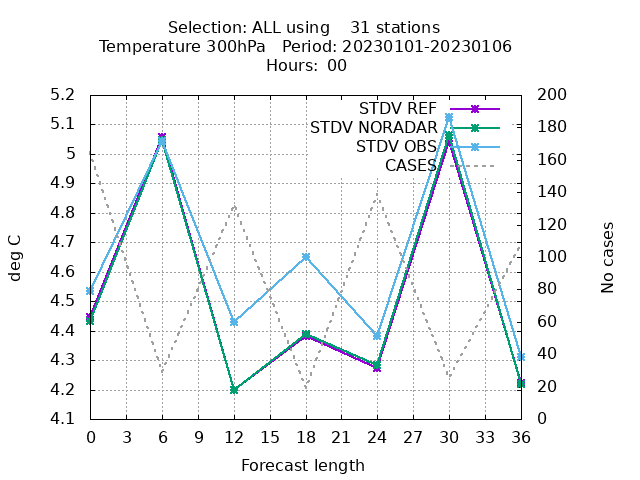 Selection: ALL using    31 stations
Temperature 300hPa   Period: 20230101-20230106
Hours: 00
STDV REF
STDV NORADAR
STDV OBS
CASES
deg C
5.2
5.1
5
4.9
4.8
4.7
4.6
4.5
4.4
4.3
4.2
4.1
No cases
200
180
160
140
120
100
80
60
40
20
0
0 3 6 9 12 15 18 21 24 27 30 33 36
Forecast length